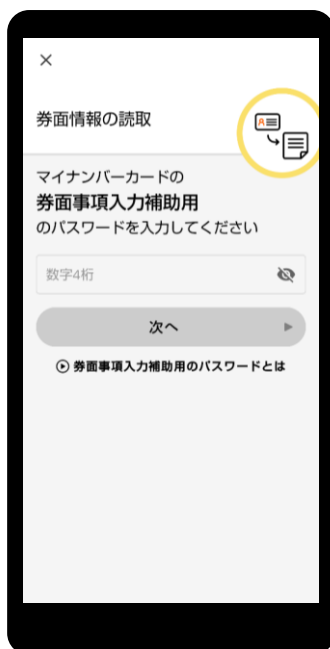 ×
券面情報の読取
マイナンバーカードの
券面事項入力補助用
のパスワードを入力してください
数字4桁
次へ
券面事項入力補助用のパスワードとは